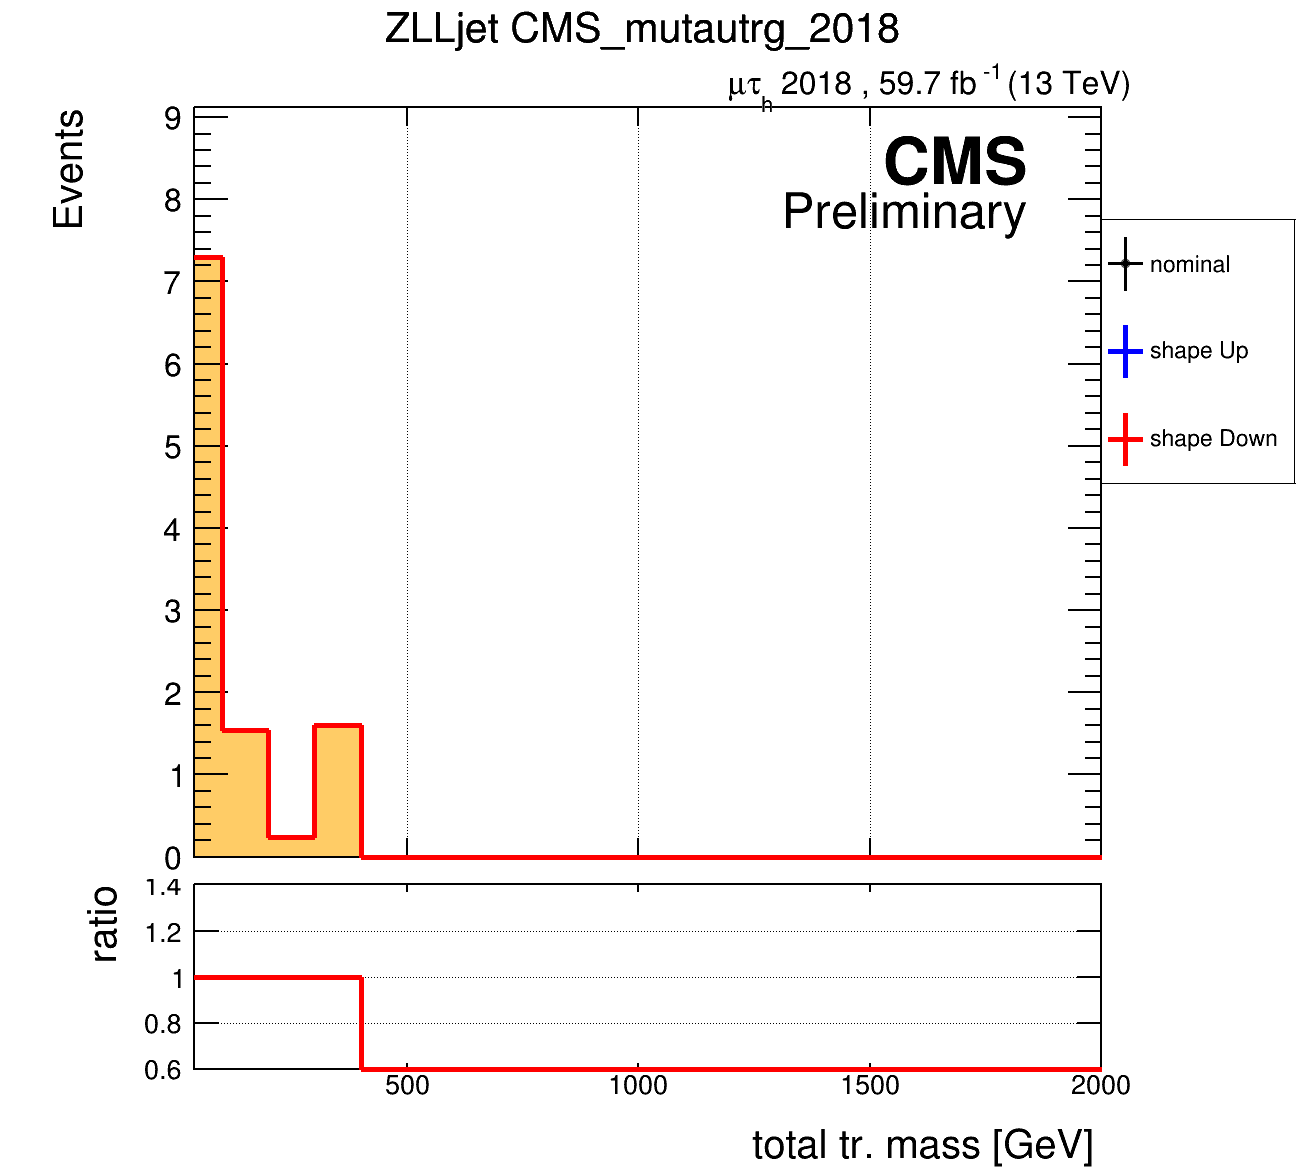 ZLLjet CMS_mutautrg_2018
μτh 2018 , 59.7 fb-1 (13 TeV)
CMS
Preliminary
Events
9
8
7
6
5
4
3
2
1
0
nominal
shape Up
shape Down
ratio
1.4
1.2
1
0.8
0.6
500 1000 1500 2000
total tr. mass [GeV]